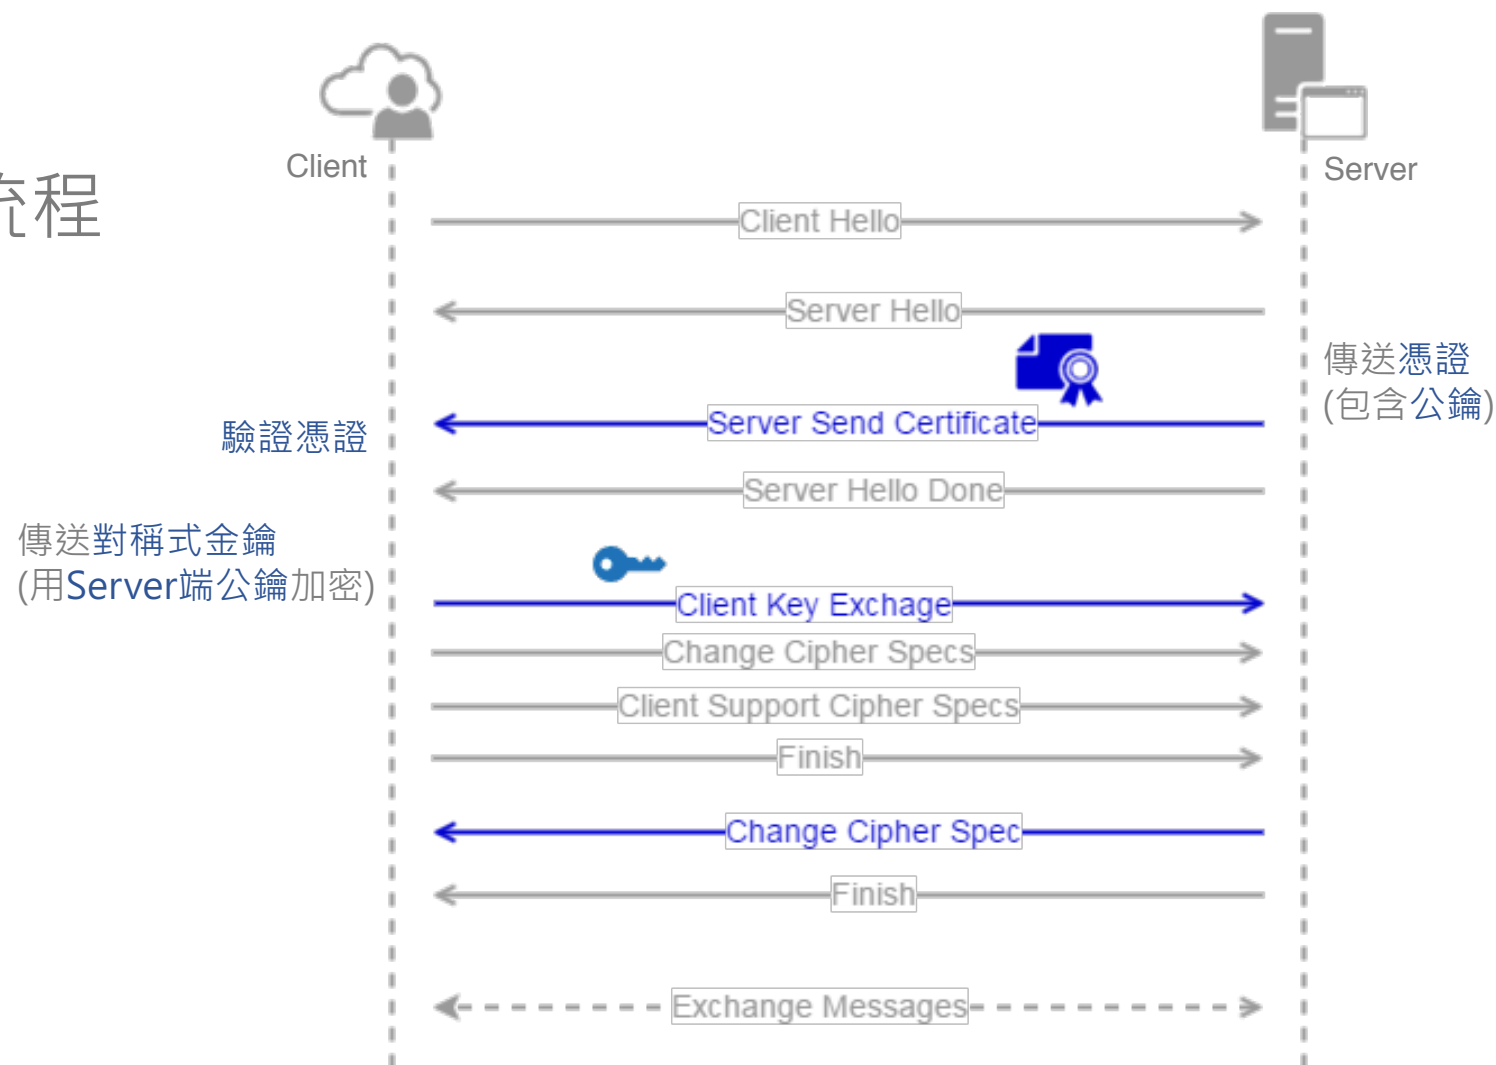 Client
Server
流程
Client Hello
Server Hello
傳送憑證
(包含公鑰)
Server Send Certificate
驗證憑證
Server Hello Done
傳送對稱式金鑰
(用Server端公鑰加密)
Client Key Exchage
Change Cipher Specs
Client Support Cipher Specs
Finish
Change Cipher Spec
Finish
Exchange Messages